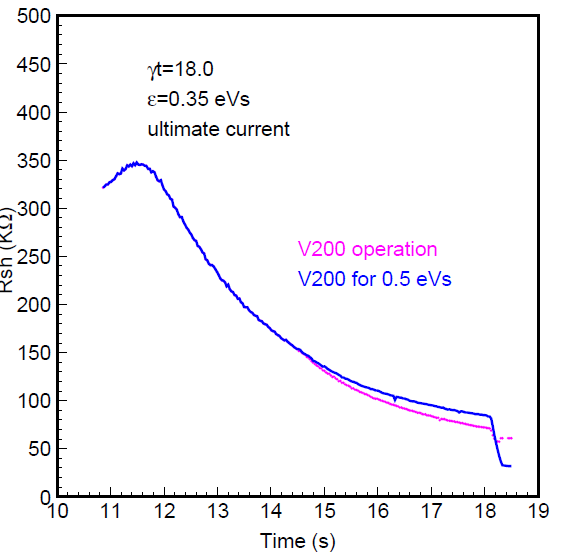 500
450
γt=18.0
ε=0.35 eVs
400
ultimate current
350
300
Rsh (KΩ)
V200 operation
250
V200 for 0.5 eVs
200
150
100
50
0
10 11 12 13 14 15 16 17 18 19
Time (s)